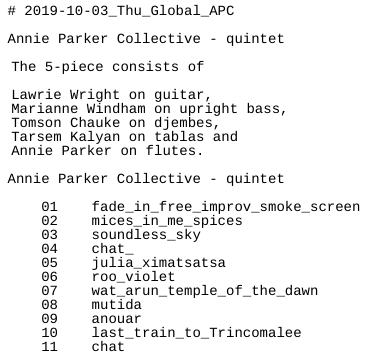 # 2019-10-03_Thu_Global_APC
Annie Parker Collective - quintet
The 5-piece consists of
Lawrie Wright on guitar,
Marianne Windham on upright bass,
Tomson Chauke on djembes,
Tarsem Kalyan on tablas and
Annie Parker on flutes.
Annie Parker Collective - quintet
01 fade_in_free_improv_smoke_screen
02 mices_in_me_spices
03 soundless_sky
04 chat_
05 julia_ximatsatsa
06 roo_violet
07 wat_arun_temple_of_the_dawn
08 mutida
09 anouar
10 last_train_to_Trincomalee
11 chat